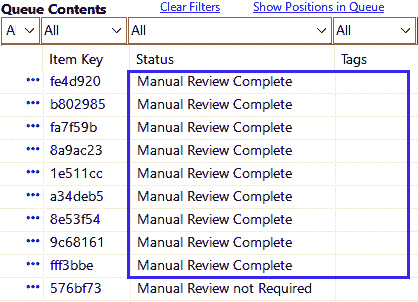 Queue Contents Clear Filters Show Positions in Queue
A All All All
Item Key Status Tags
••• fe4d920 Manual Review Complete
••• b802985 Manual Review Complete
••• fa7f59b Manual Review Complete
••• 8a9ac23 Manual Review Complete
••• 1e511cc Manual Review Complete
••• a34deb5 Manual Review Complete
••• 8e53f54 Manual Review Complete
••• 9c68161 Manual Review Complete
••• fff3bbe Manual Review Complete
••• 576bf73 Manual Review not Required